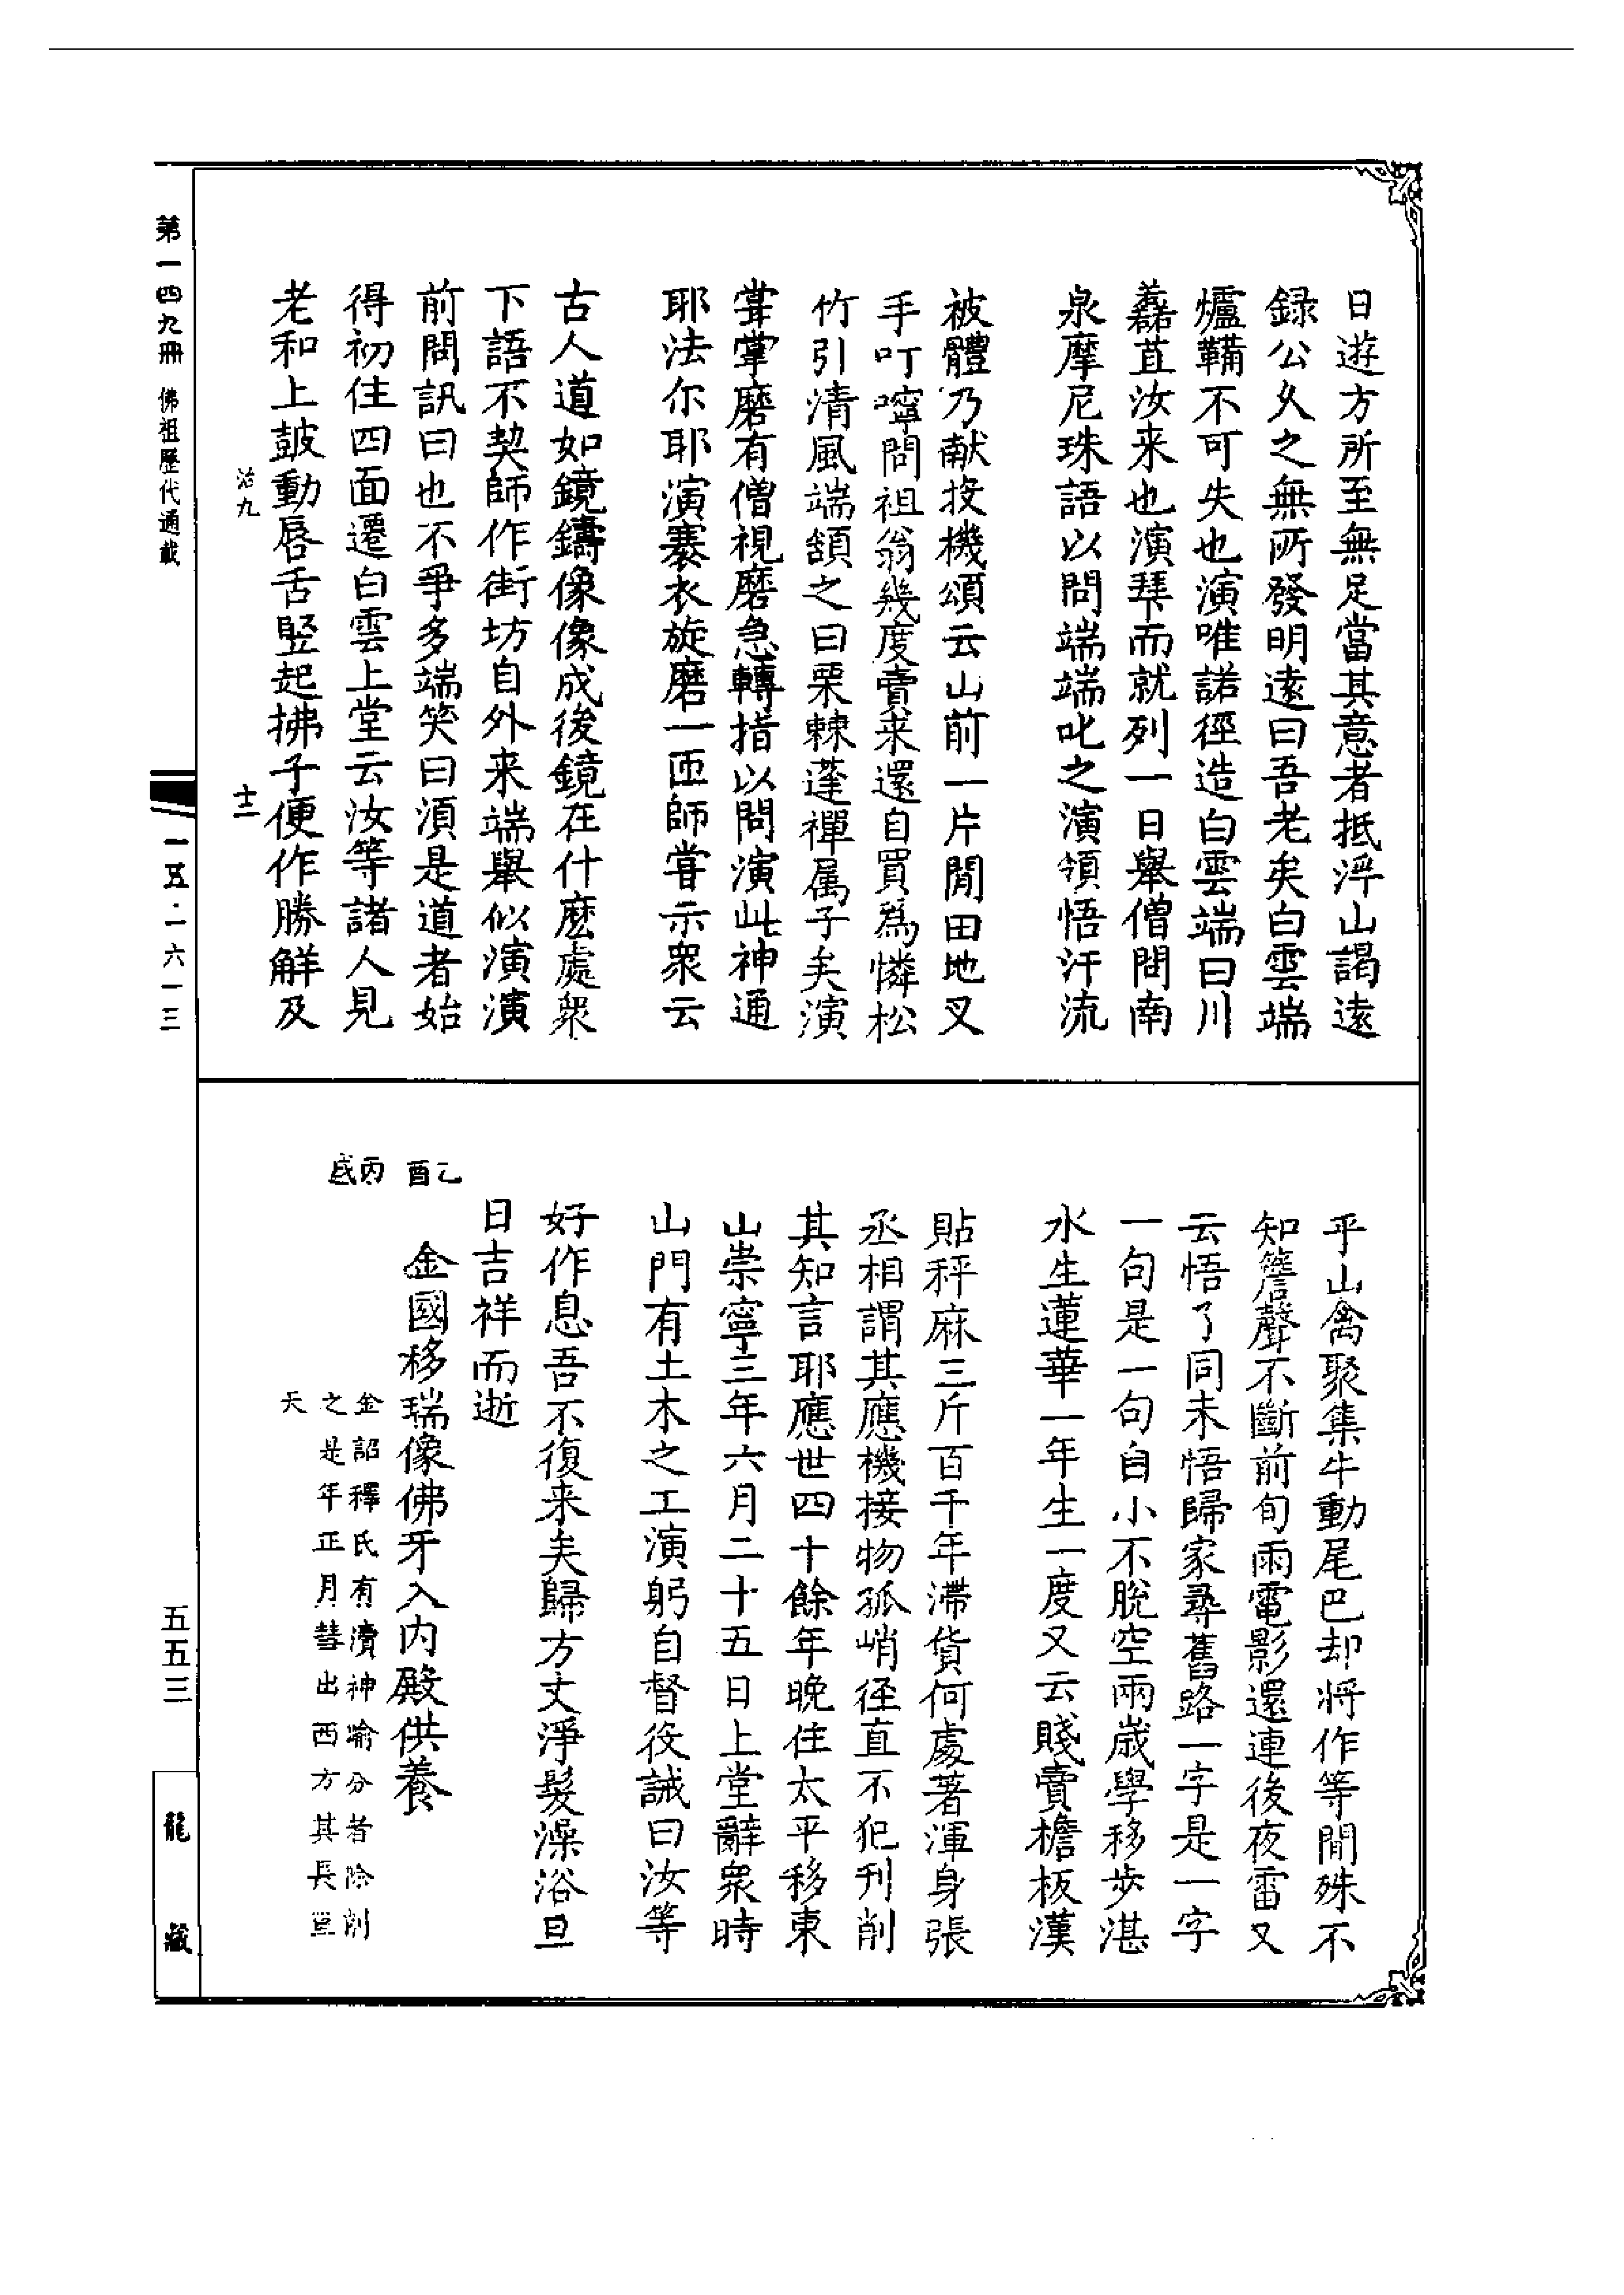 日遊方所至無足當其意者抵浮山謁遠
録公久之無所發明遠曰吾老矣白雲端
爐鞴不可失也演唯諾徑造白雲端曰川
藞苴汝来也演拜而就列一日舉僧問南
泉摩尼珠語以問端端叱之演領悟汗流
被體乃献投機頌云山前一片閒田地叉
手叮嚀問祖翁幾度賣来還自買為憐松
竹引清風端頷之曰栗棘蓬禪属子矣演
甞掌磨有僧視磨急轉指以問演此神通
耶法尔耶演褰衣旋磨一匝師甞示衆云
古人道如鏡鑄像像成後鏡在什麽處衆
下語不契師作街坊自外来端舉似演演
前問訊曰也不爭多端笑曰須是道者始
得初住四面遷白雲上堂云汝等諸人見
老和上皷動唇舌竪起拂子便作勝解及
治九
十二
乎山禽聚集牛動尾巴却将作等閒殊不
知簷聲不斷前旬雨電影還連後夜雷又
云悟了同未悟歸家尋舊路一字是一字
一句是一句自小不脫空兩歲學移步湛
水生蓮華一年生一度又云賤賣檐板漢
貼秤麻三斤百千年滯貨何處著渾身張
丞相謂其應機接物孤峭徑直不犯刋削
其知言耶應世四十餘年晚住太平移東
山崇寧三年六月二十五日上堂辭衆時
山門有土木之工演躬自督役誡曰汝等
好作息吾不復来矣歸方丈淨髮澡浴旦
日吉祥而逝
乙酉
金國移瑞像佛牙入内殿供養
丙戌
金詔釋氏有瀆神喻分者除削
之是年正月彗出西方其長亘
天
第一四九冊 佛祖歷代通載
一五·一六一三
五五三
龍藏